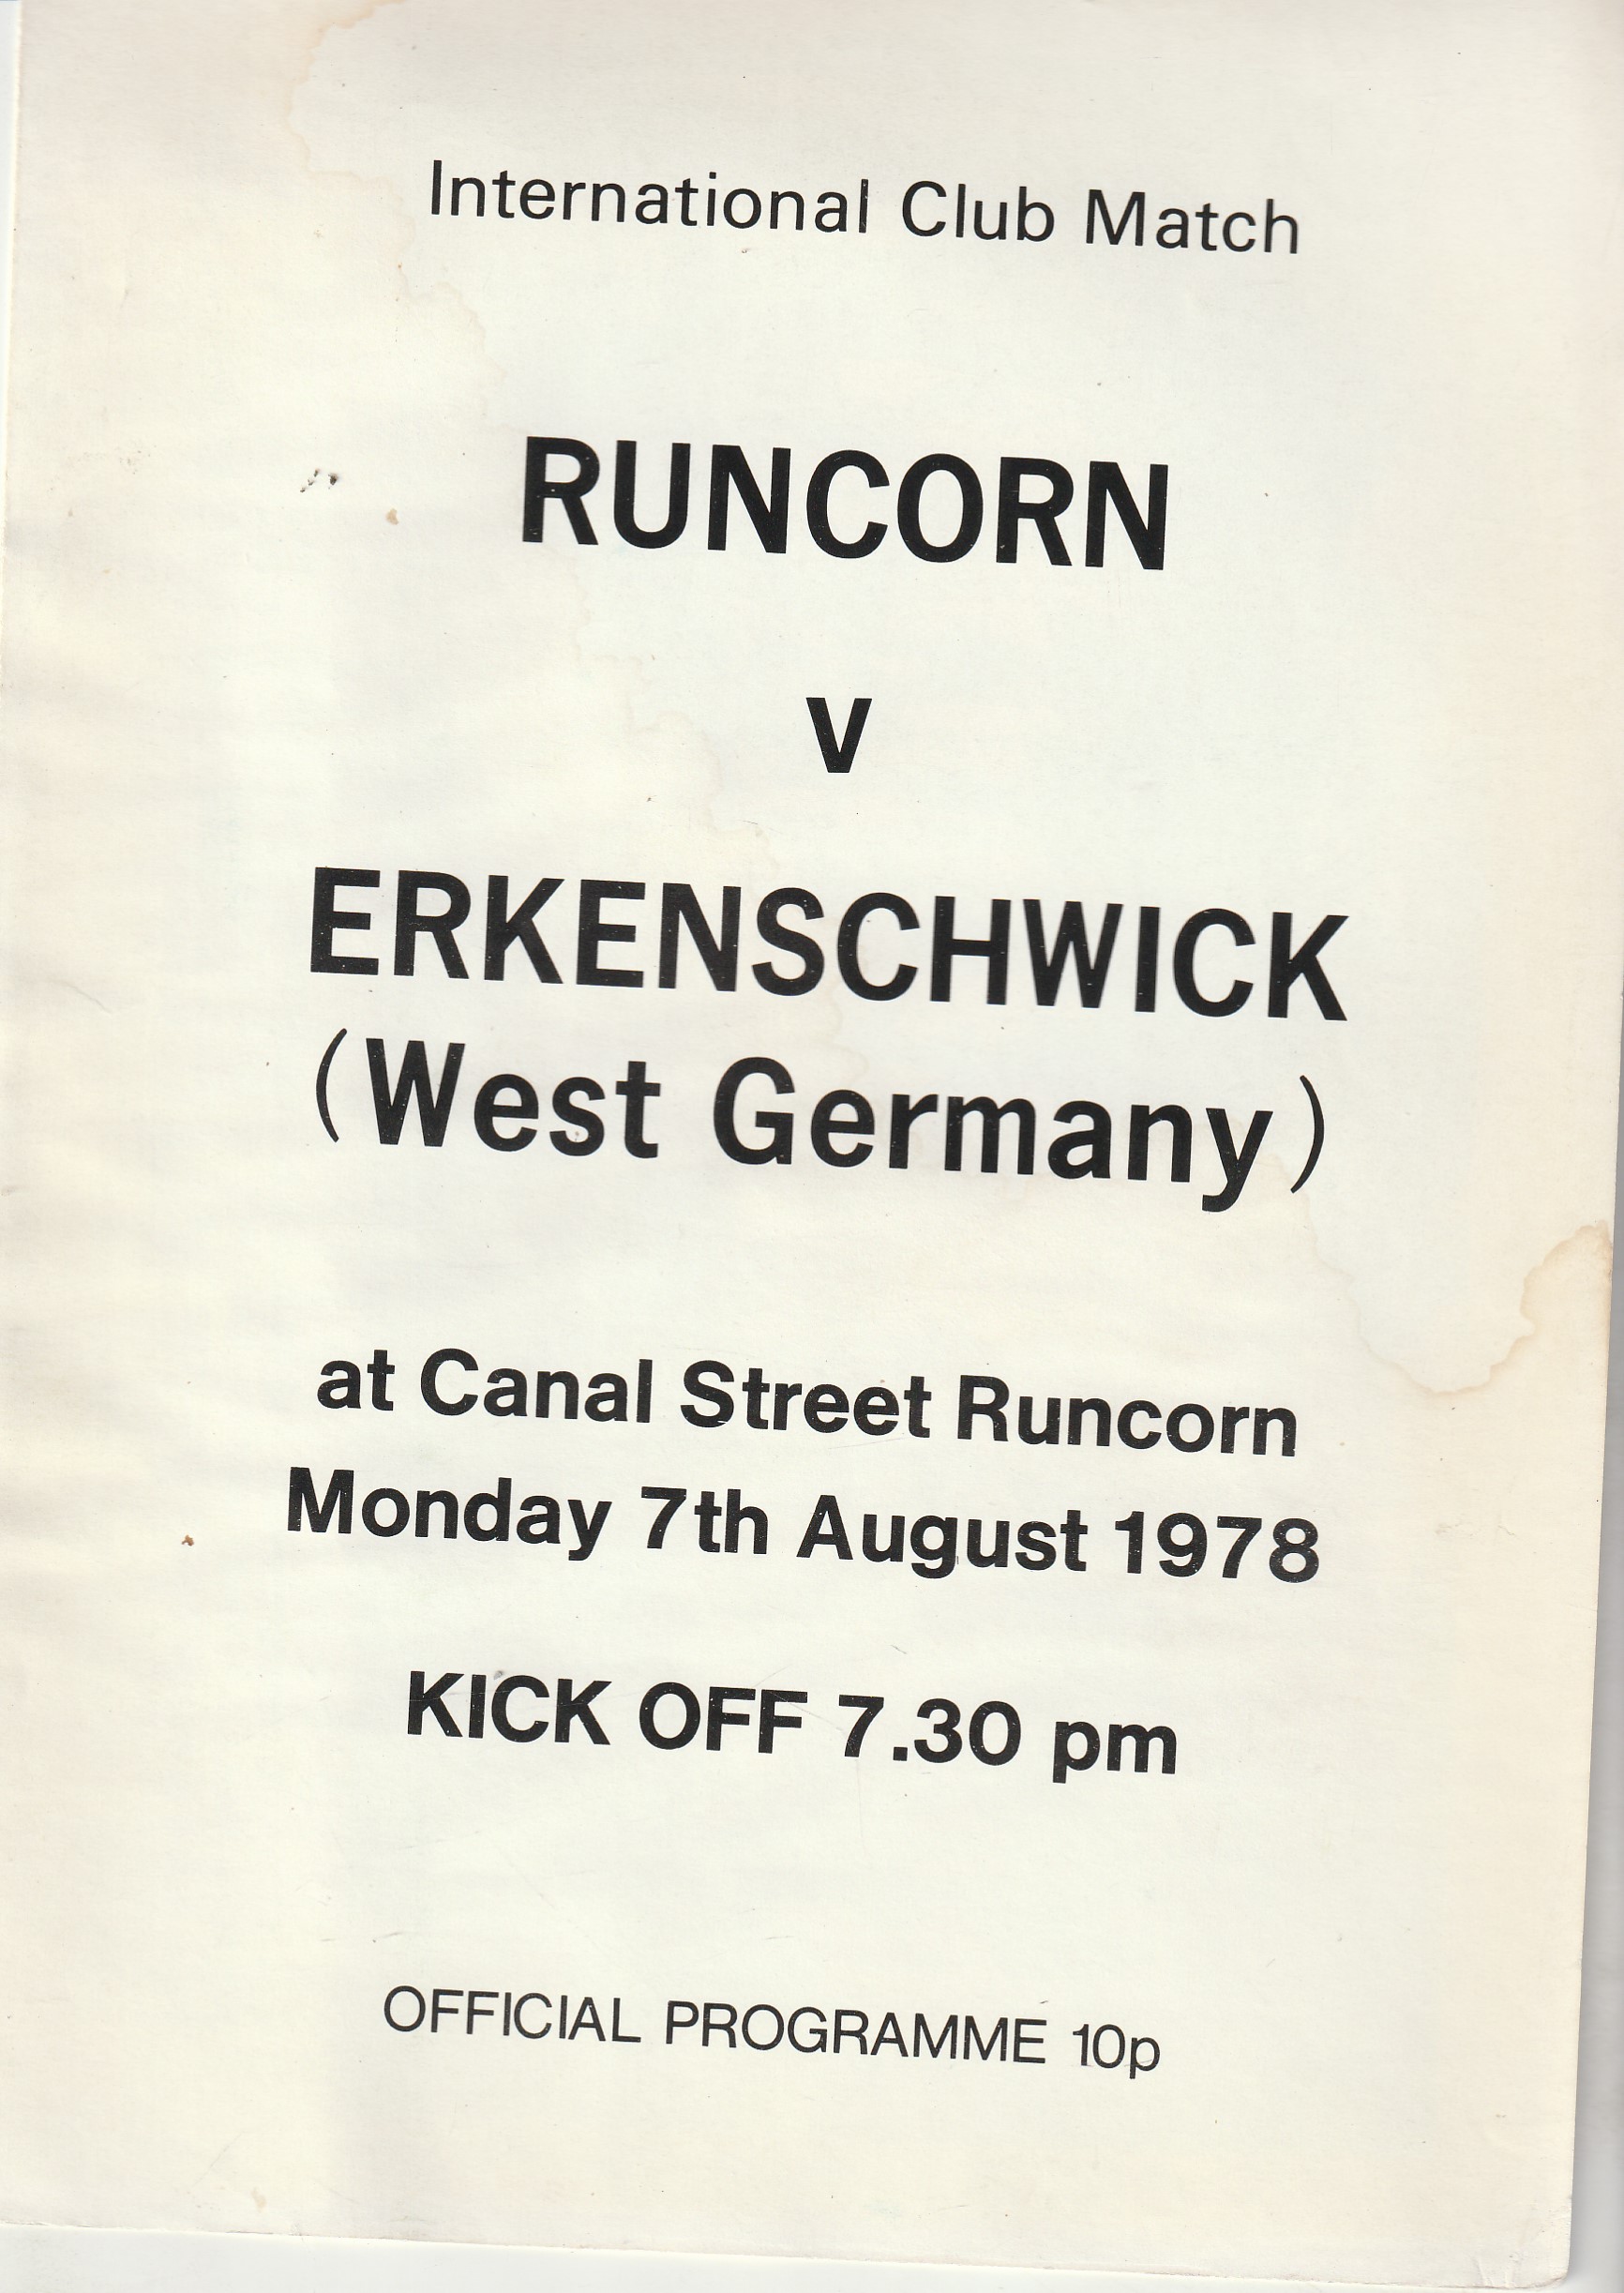 International Club Match
RUNCORN
v
ERKENSCHWICK
(West Germany)
at Canal Street Runcorn
Monday 7th August 1978
KICK OFF 7.30 pm
OFFICIAL PROGRAMME 10p